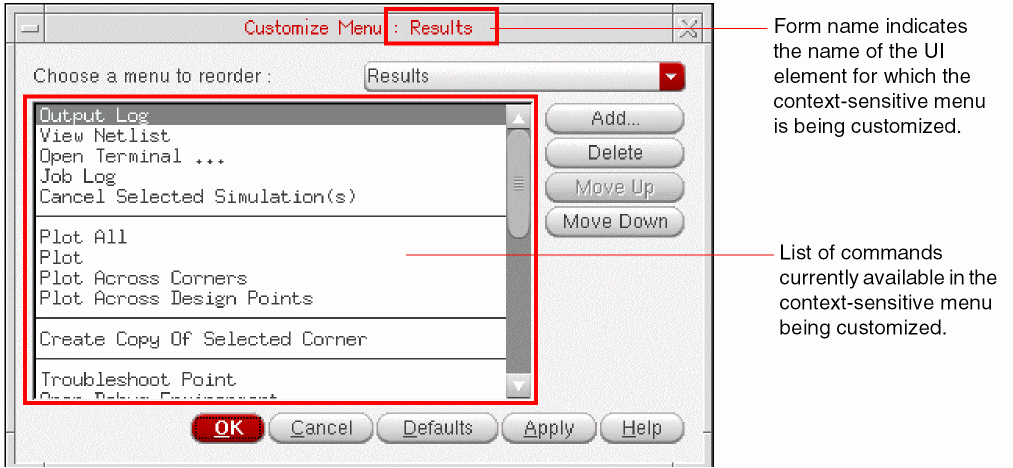 Customize Menu : Results
Choose a menu to reorder :
Results
Output Log
View Netlist
Open Terminal ...
Job Log
Cancel Selected Simulation(s)
Plot All
Plot
Plot Across Corners
Plot Across Design Points
Create Copy Of Selected Corner
Troubleshoot Point
Open Debug Environment
Add...
Delete
Move Up
Move Down
OK
Cancel
Defaults
Apply
Help
Form name indicates
the name of the UI
element for which the
context-sensitive menu
is being customized.
List of commands
currently available in the
context-sensitive menu
being customized.